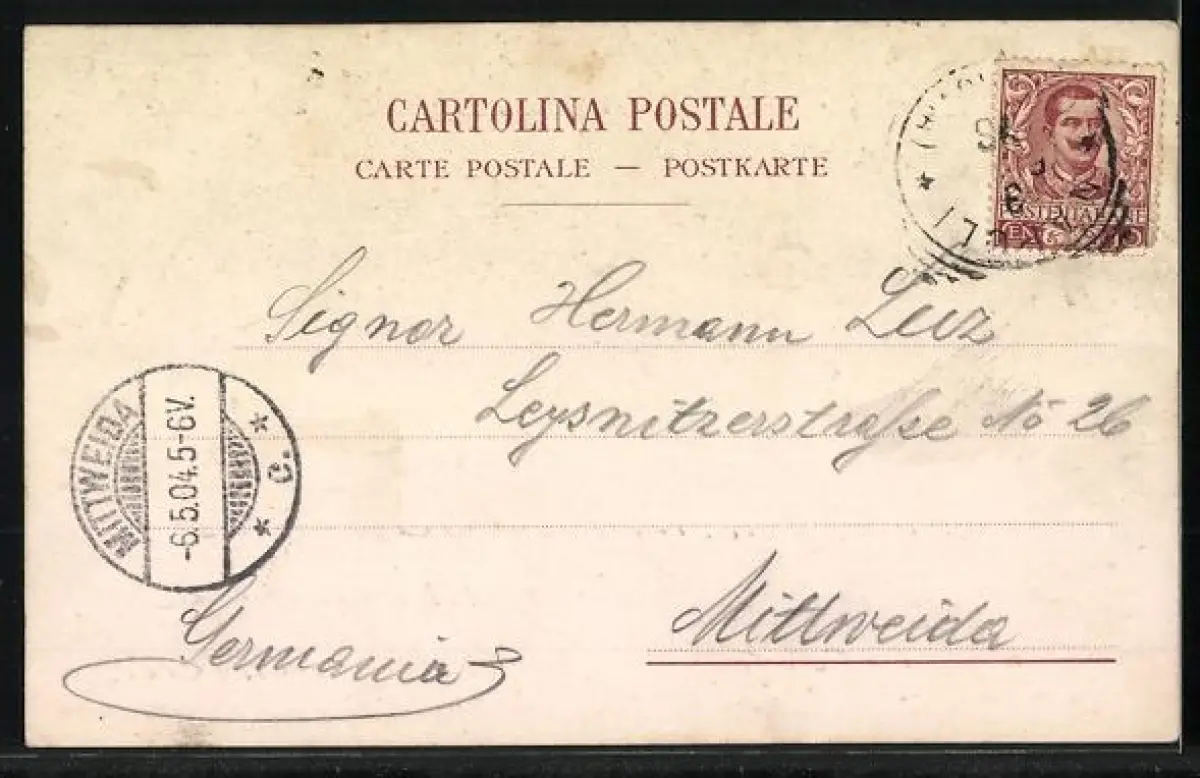 CARTOLINA POSTALE
CARTE POSTALE — POSTKARTE
POSTE ITALIANE
Signor Hermann Luiz
Leysnitzerstraße No 26
MITTWEIDA
-6.5.04.5-6V.
* C. *
Mittweida
Germania